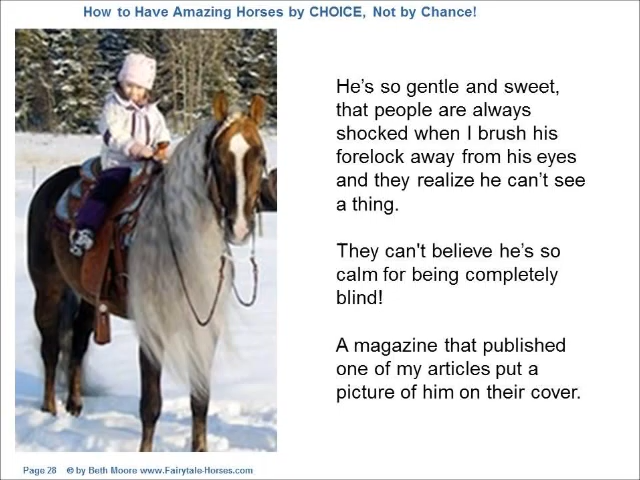 How to Have Amazing Horses by CHOICE, Not by Chance!
He’s so gentle and sweet,
that people are always
shocked when I brush his
forelock away from his eyes
and they realize he can’t see
a thing.
They can't believe he’s so
calm for being completely
blind!
A magazine that published
one of my articles put a
picture of him on their cover.
Page 28 © by Beth Moore www.Fairytale-Horses.com